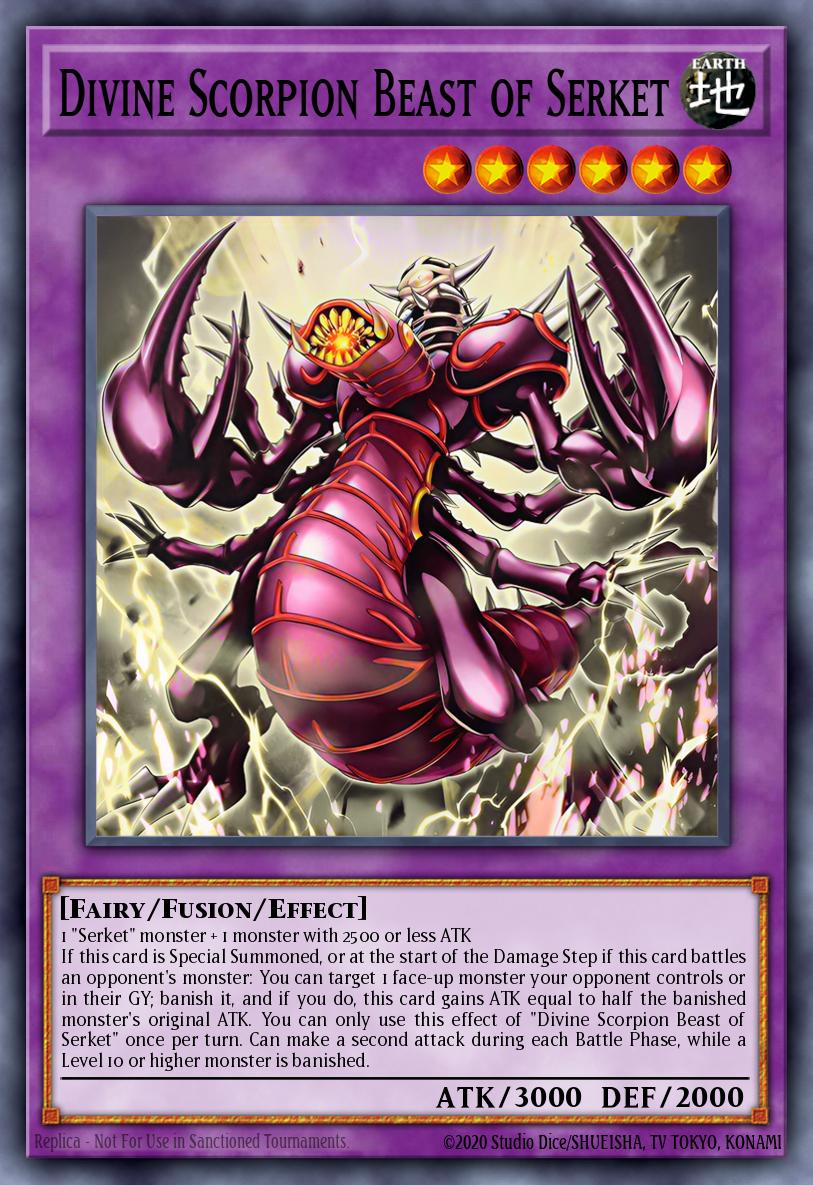 Divine Scorpion Beast of Serket
EARTH
地
[Fairy/Fusion/Effect]
1 "Serket" monster + 1 monster with 2500 or less ATK
If this card is Special Summoned, or at the start of the Damage Step if this card battles
an opponent's monster: You can target 1 face-up monster your opponent controls or
in their GY; banish it, and if you do, this card gains ATK equal to half the banished
monster's original ATK. You can only use this effect of "Divine Scorpion Beast of
Serket" once per turn. Can make a second attack during each Battle Phase, while a
Level 10 or higher monster is banished.
ATK/3000 DEF/2000
Replica - Not For Use in Sanctioned Tournaments.
©2020 Studio Dice/SHUEISHA, TV TOKYO, KONAMI